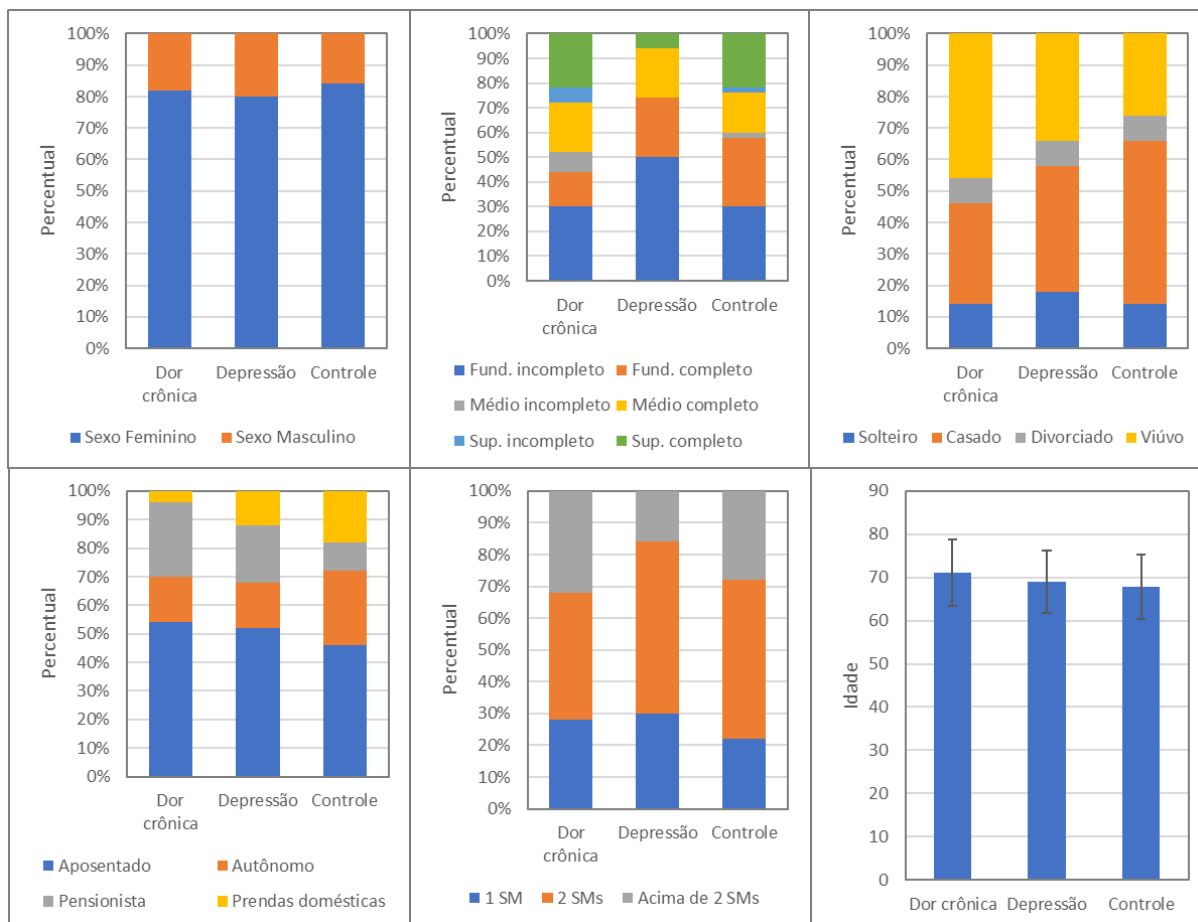 100%
90%
80%
70%
60%
50%
40%
30%
20%
10%
0%
Percentual
Dor crônica
Depressão
Controle
Sexo Feminino
Sexo Masculino
100%
90%
80%
70%
60%
50%
40%
30%
20%
10%
0%
Percentual
Dor
crônica
Depressão
Controle
Fund. incompleto
Fund. completo
Médio incompleto
Médio completo
Sup. incompleto
Sup. completo
100%
90%
80%
70%
60%
50%
40%
30%
20%
10%
0%
Percentual
Dor
crônica
Depressão
Controle
Solteiro
Casado
Divorciado
Viúvo
100%
90%
80%
70%
60%
50%
40%
30%
20%
10%
0%
Percentual
Dor
crônica
Depressão
Controle
Aposentado
Autônomo
Pensionista
Prendas domésticas
100%
90%
80%
70%
60%
50%
40%
30%
20%
10%
0%
Percentual
Dor
crônica
Depressão
Controle
1 SM
2 SMs
Acima de 2 SMs
90
80
70
60
50
40
30
20
10
0
Idade
Dor crônica
Depressão
Controle